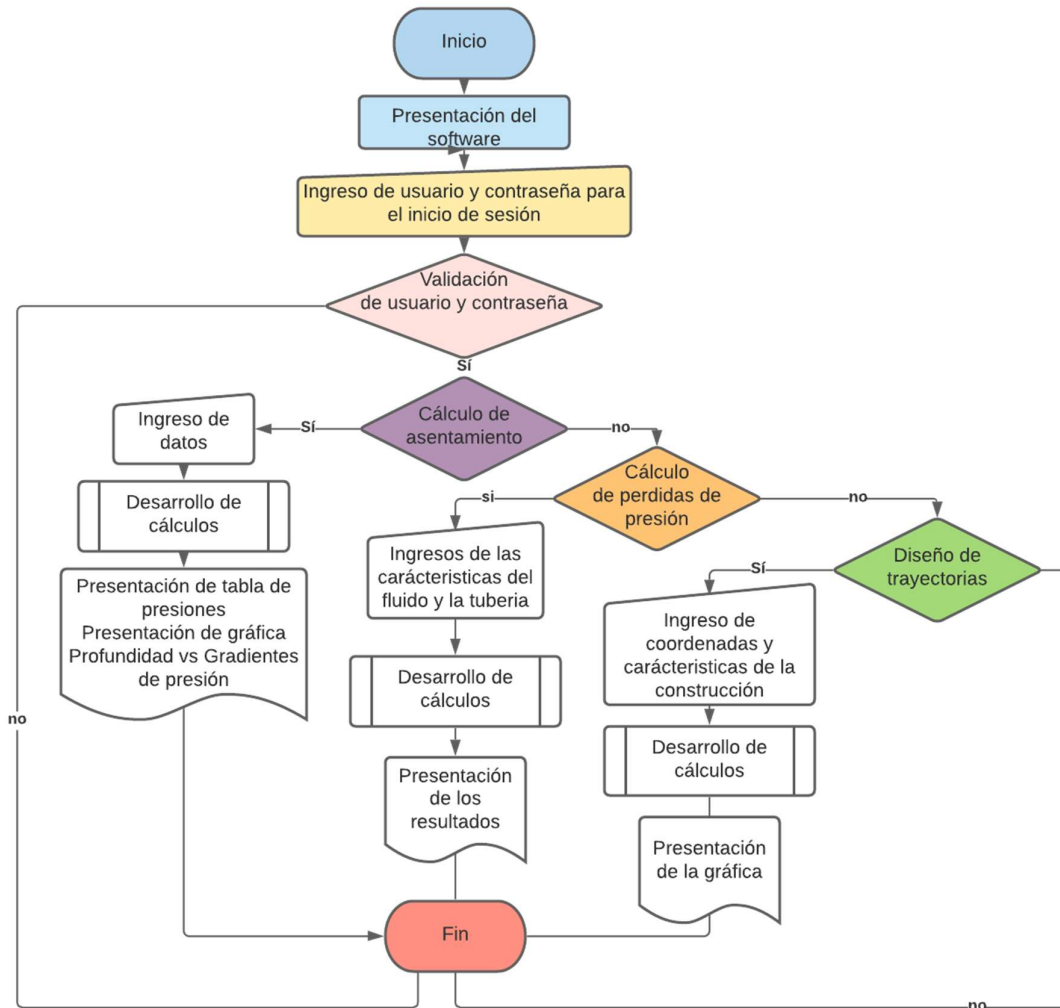 Inicio
Presentación del
software
Ingreso de usuario y contraseña para
el inicio de sesión
Validación
de usuario y contraseña
Sí
Cálculo de
asentamiento
Sí
no
Ingreso de
datos
Cálculo
de perdidas de
presión
si
no
Desarrollo de
cálculos
Ingresos de las
carácteristicas del
fluido y la tuberia
Diseño de
trayectorias
Sí
Presentación de tabla de
presiones
Presentación de gráfica
Profundidad vs Gradientes
de presión
Ingreso de
coordenadas y
carácteristicas de la
construcción
Desarrollo de
cálculos
no
Desarrollo de
cálculos
Presentación
de los
resultados
Presentación
de la gráfica
Fin
no